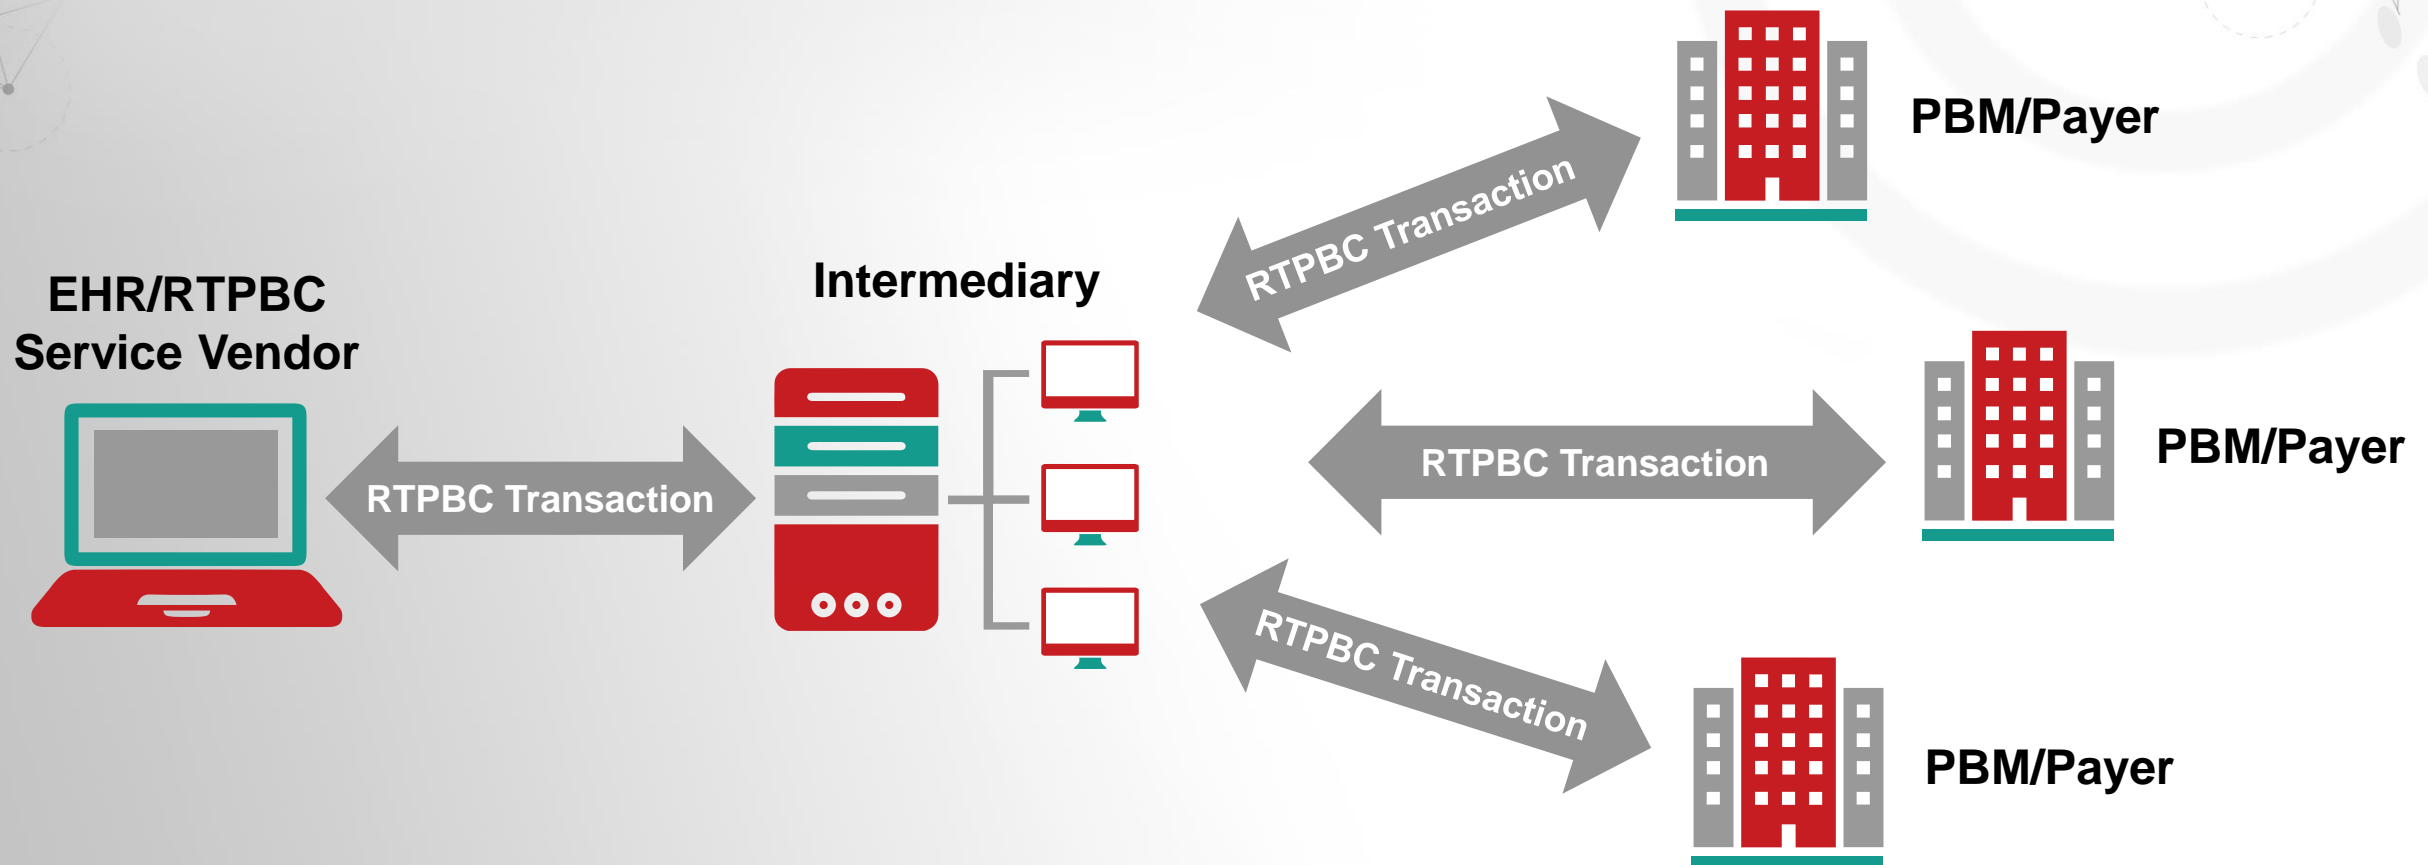 EHR/RTPBC
Service Vendor
RTPBC Transaction
Intermediary
RTPBC Transaction
PBM/Payer
RTPBC Transaction
PBM/Payer
RTPBC Transaction
PBM/Payer